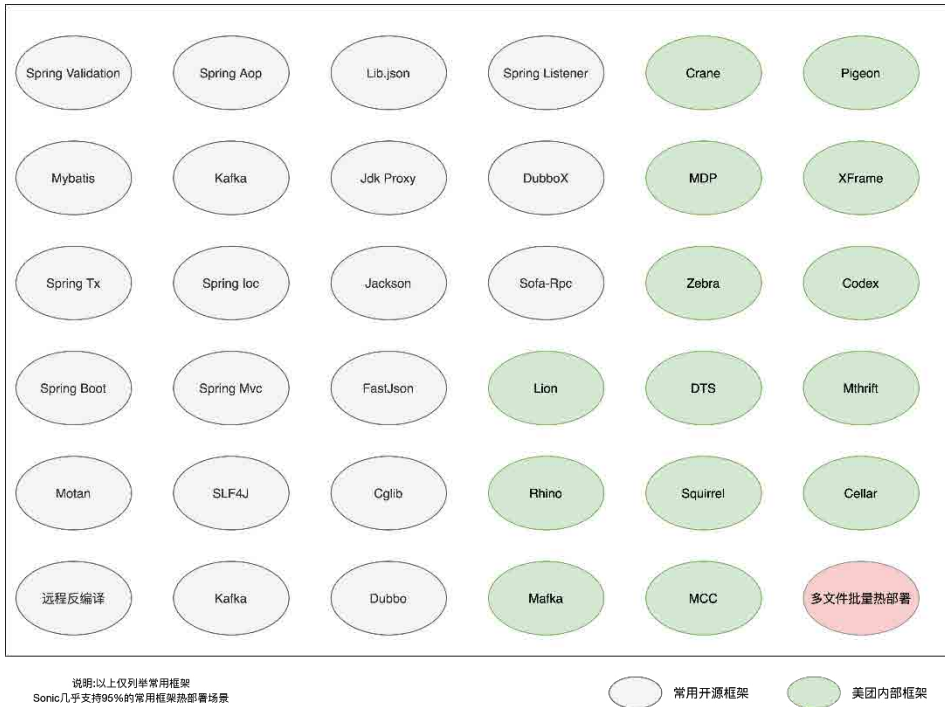 Spring Validation
Spring Aop
Lib.json
Spring Listener
Crane
Pigeon
Mybatis
Kafka
Jdk Proxy
DubboX
MDP
XFrame
Spring Tx
Spring Ioc
Jackson
Sofa-Rpc
Zebra
Codex
Spring Boot
Spring Mvc
FastJson
Lion
DTS
Mthrift
Motan
SLF4J
Cglib
Rhino
Squirrel
Cellar
远程反编译
Kafka
Dubbo
Mafka
MCC
多文件批量热部署
说明:以上仅列举常用框架
Sonic几乎支持95%的常用框架热部署场景
常用开源框架
美团内部框架